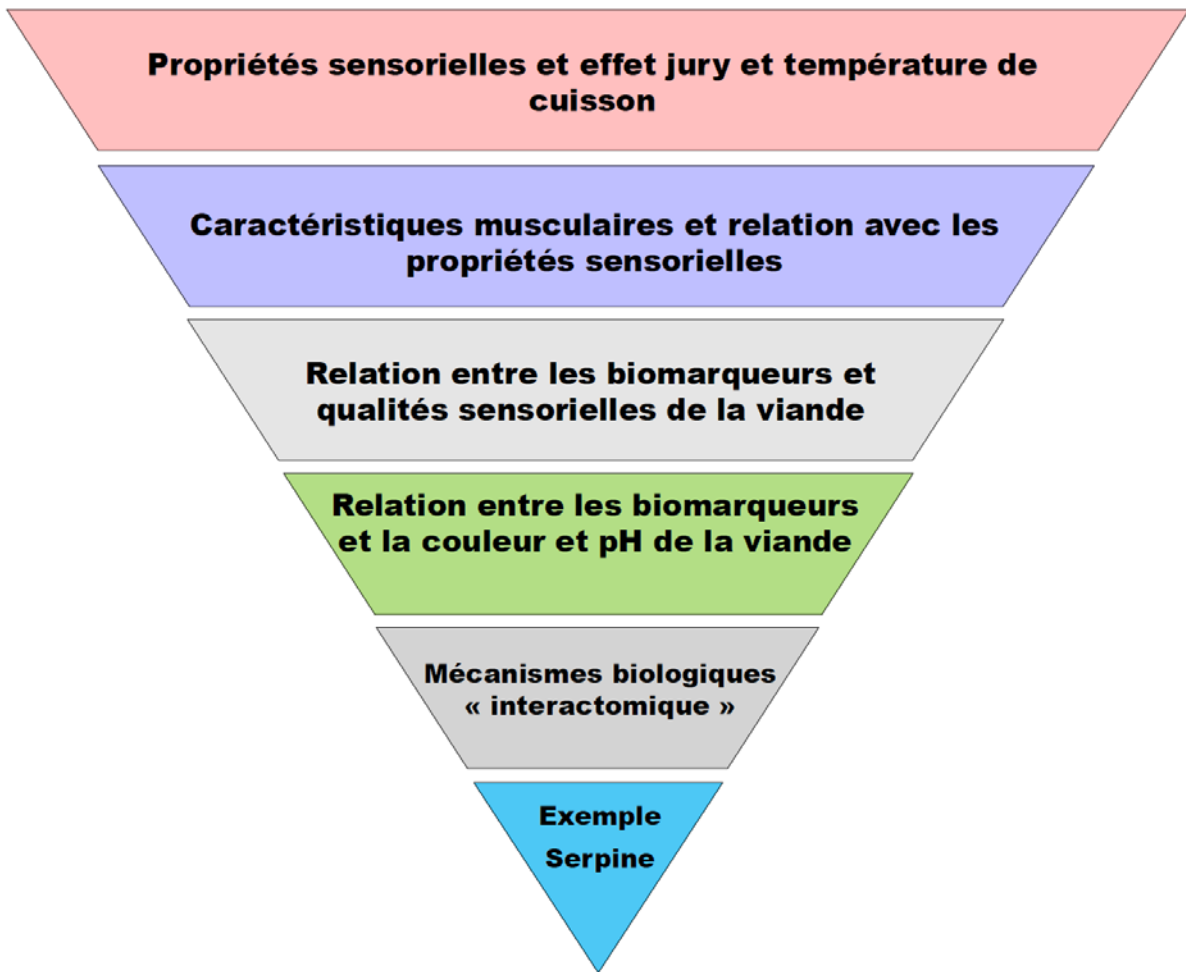 Propriétés sensorielles et effet jury et température de
cuisson
Caractéristiques musculaires et relation avec les
propriétés sensorielles
Relation entre les biomarqueurs et
qualités sensorielles de la viande
Relation entre les biomarqueurs
et la couleur et pH de la viande
Mécanismes biologiques
« interactomique »
Exemple
Serpine